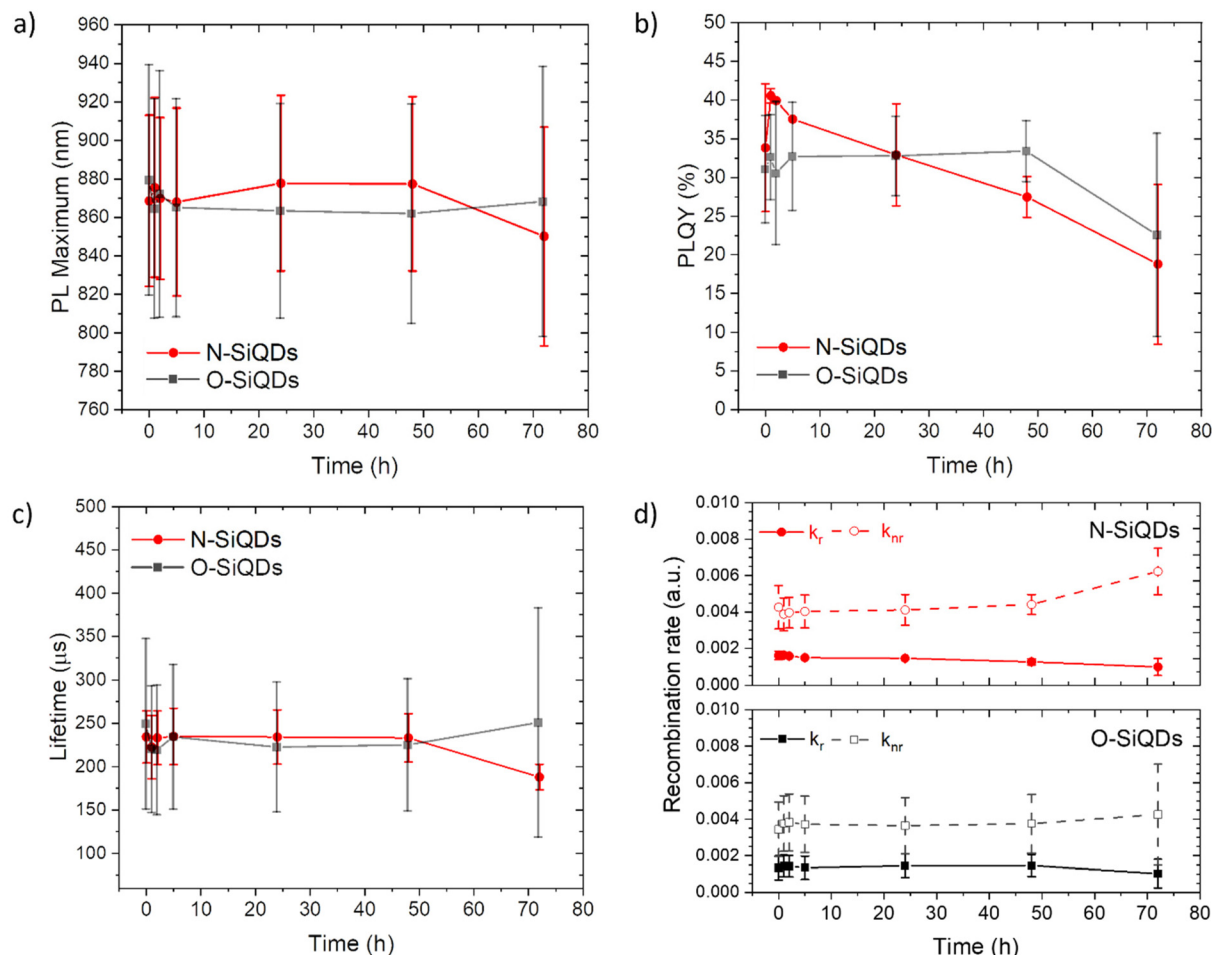 a)
960
940
920
900
880
860
840
820
800
780
760
PL Maximum (nm)
N-SiQDs
O-SiQDs
0 10 20 30 40 50 60 70 80
Time (h)
b)
50
45
40
35
30
25
20
15
10
5
0
PLQY (%)
N-SiQDs
O-SiQDs
0 10 20 30 40 50 60 70 80
Time (h)
c)
500
450
400
350
300
250
200
150
100
50
Lifetime (µs)
N-SiQDs
O-SiQDs
0 10 20 30 40 50 60 70 80
Time (h)
d)
Recombination rate (a.u.)
0.010
0.008
0.006
0.004
0.002
0.000
kr knr N-SiQDs
0.010
0.008
0.006
0.004
0.002
0.000
kr knr O-SiQDs
0 10 20 30 40 50 60 70 80
Time (h)